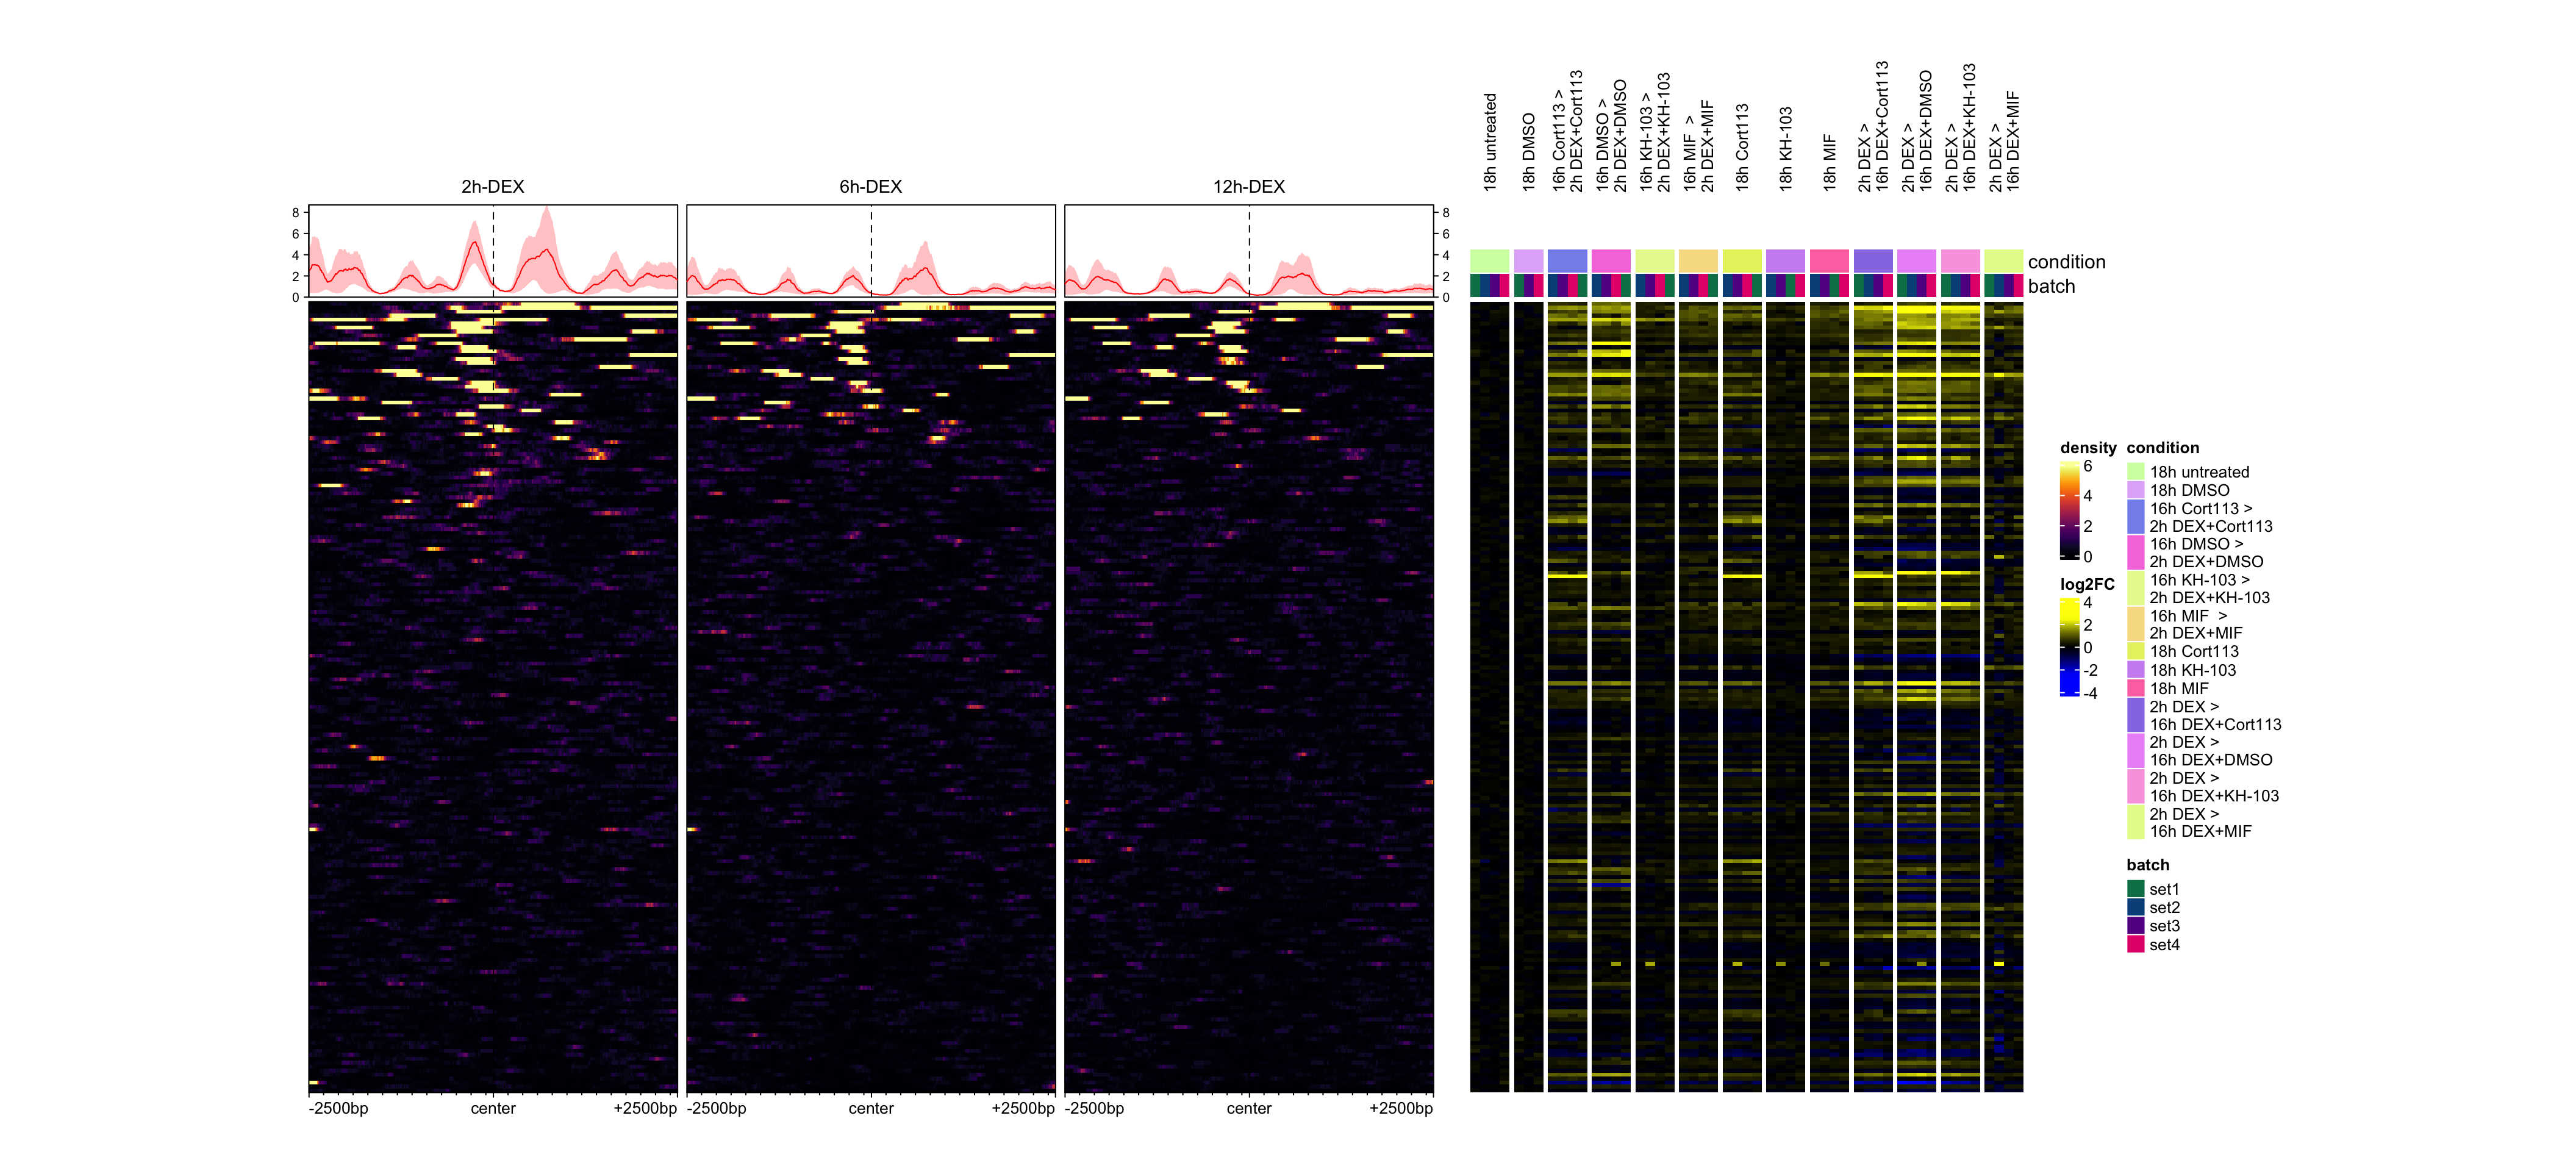 2h-DEX
6h-DEX
12h-DEX
8
6
4
2
0
8
6
4
2
0
-2500bp
center
+2500bp
-2500bp
center
+2500bp
-2500bp
center
+2500bp
18h untreated
18h DMSO
16h Cort113 >
2h DEX+Cort113
16h DMSO >
2h DEX+DMSO
16h KH-103 >
2h DEX+KH-103
16h MIF  >
2h DEX+MIF
18h Cort113
18h KH-103
18h MIF
2h DEX >
16h DEX+Cort113
2h DEX >
16h DEX+DMSO
2h DEX >
16h DEX+KH-103
2h DEX >
16h DEX+MIF
condition
batch
density
6
4
2
0
log2FC
4
2
0
-2
-4
condition
18h untreated
18h DMSO
16h Cort113 >
2h DEX+Cort113
16h DMSO >
2h DEX+DMSO
16h KH-103 >
2h DEX+KH-103
16h MIF  >
2h DEX+MIF
18h Cort113
18h KH-103
18h MIF
2h DEX >
16h DEX+Cort113
2h DEX >
16h DEX+DMSO
2h DEX >
16h DEX+KH-103
2h DEX >
16h DEX+MIF
batch
set1
set2
set3
set4